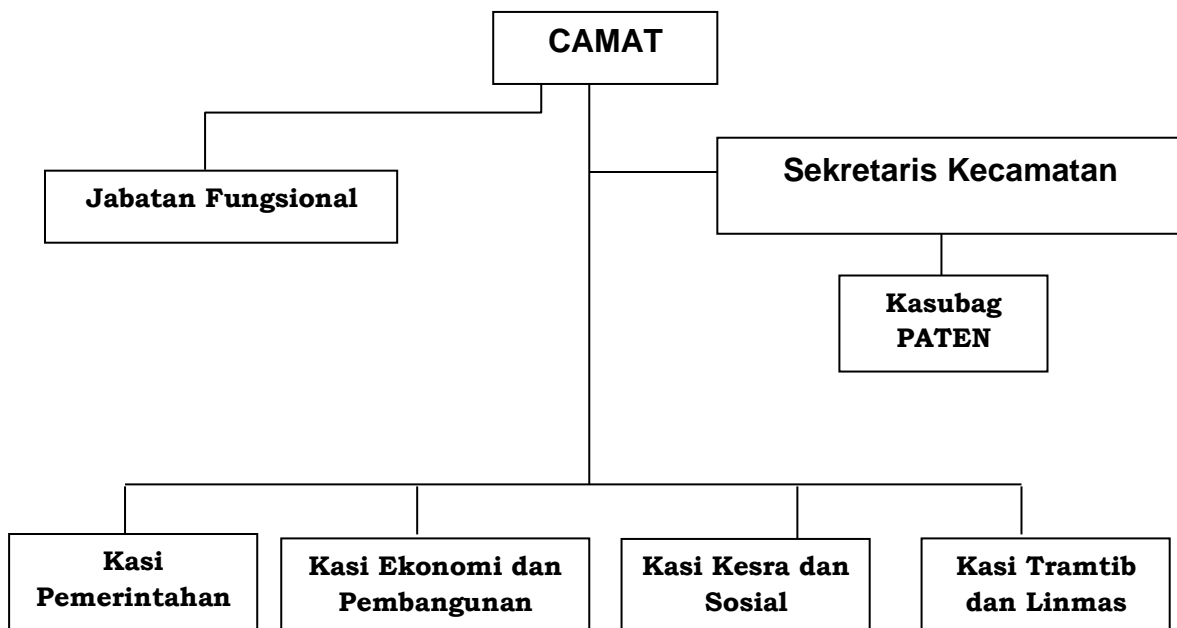 CAMAT
Sekretaris Kecamatan
Jabatan Fungsional
Kasubag
PATEN
Kasi
Pemerintahan
Kasi Ekonomi dan
Pembangunan
Kasi Kesra dan
Sosial
Kasi Tramtib
dan Linmas